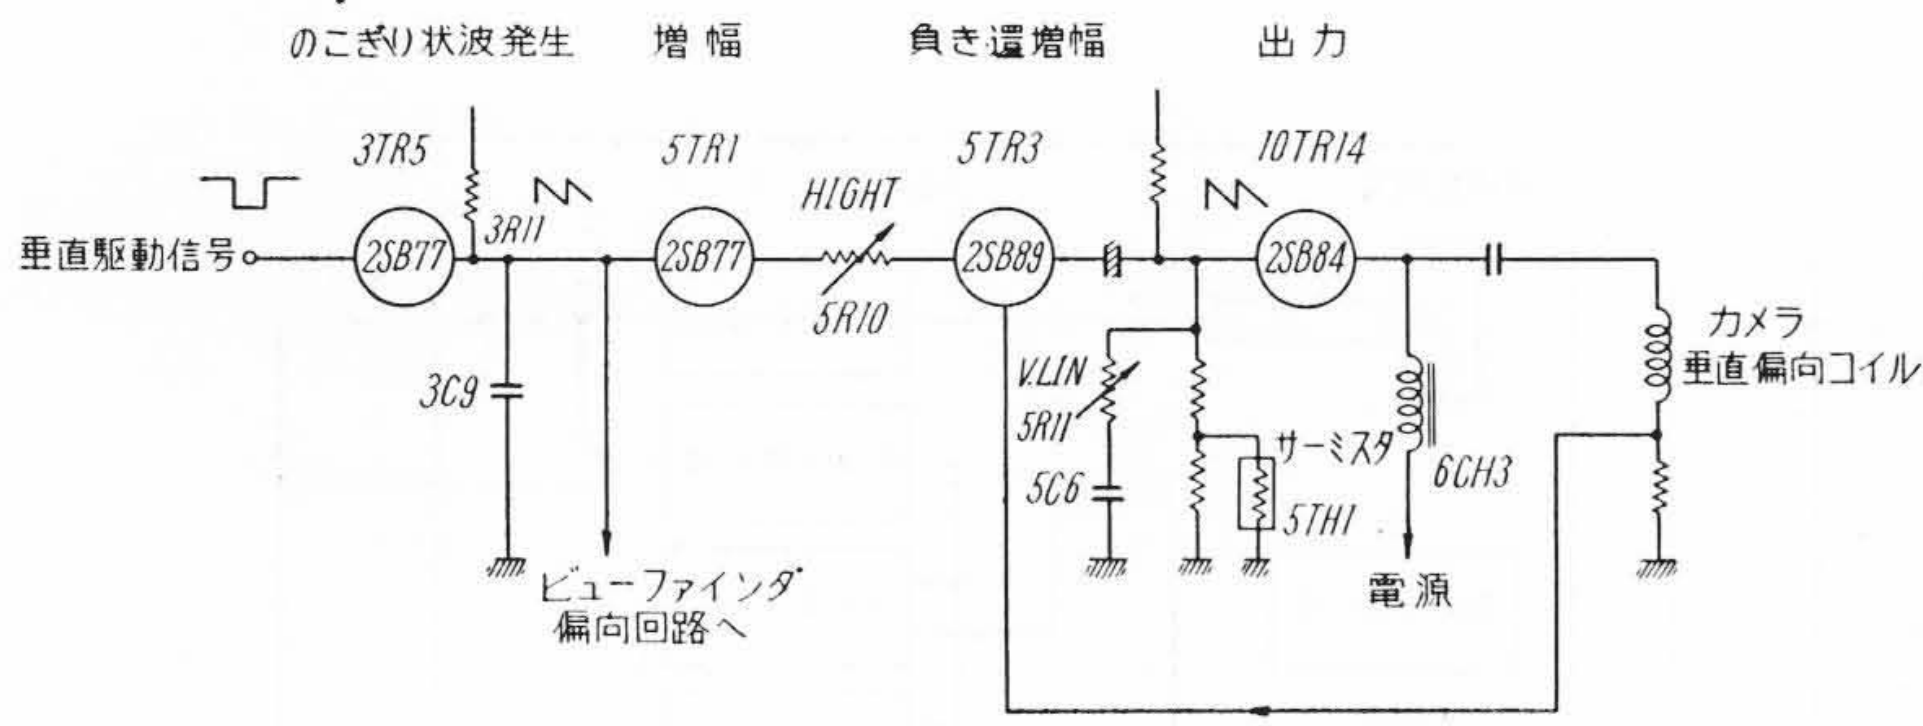 のこぎり状波発生
増幅
負き還増幅
出力
3TR5
5TR1
5TR3
10TR14
HIGHT
垂直駆動信号
2SB77
3R11
2SB77
2SB89
2SB84
5R10
カメラ
垂直偏向コイル
3C9
V.LIN
5R11
サーミスタ
6CH3
5C6
5TH1
ビューファインダ
偏向回路へ
電源